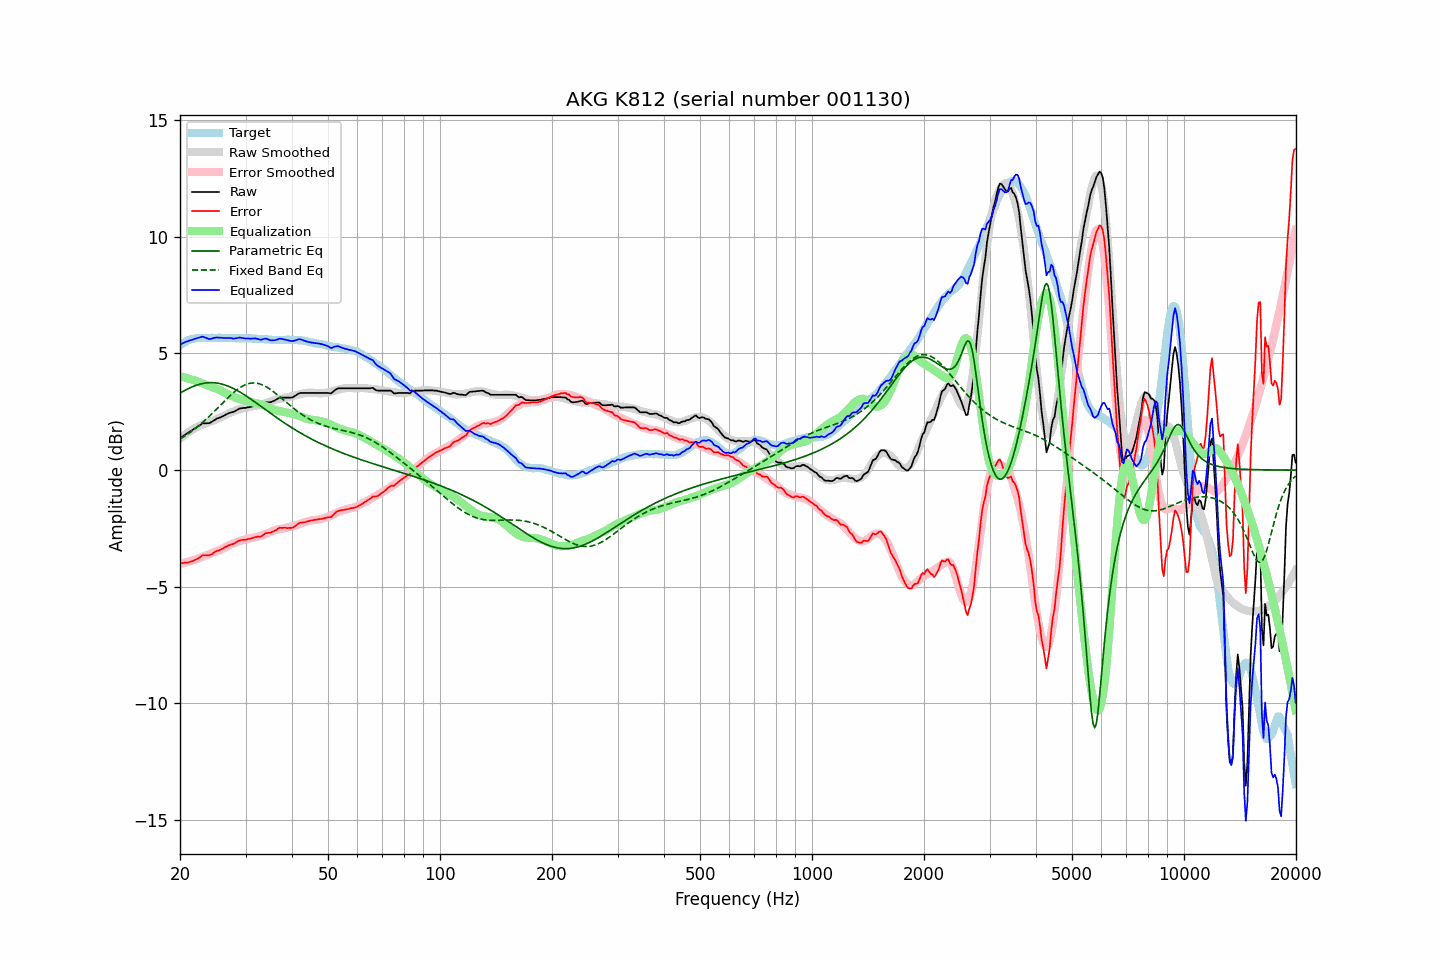 AKG K812 (serial number 001130)
15
10
5
0
−5
−10
−15
Amplitude (dBr)
Target
Raw Smoothed
Error Smoothed
Raw
Error
Equalization
Parametric Eq
Fixed Band Eq
Equalized
20 50 100 200 500 1000 2000 5000 10000 20000
Frequency (Hz)